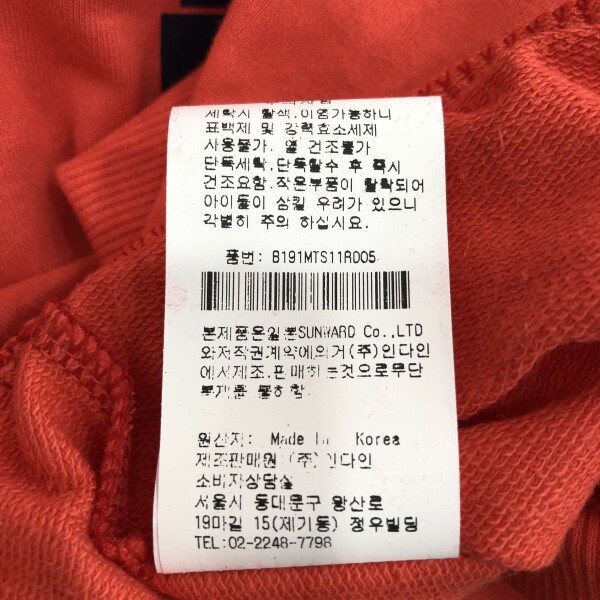 세탁시 탈색,이염가능하니
표백제 및 강력효소세제
사용불가. 열 건조불가
단독세탁,단독탈수 후 즉시
건조요함. 작은부품이 탈락되어
아이들이 삼킬 우려가 있으니
각별히 주의 하십시요.
품번: B191MTS11RD05
본제품은일본SUNWARD Co.,LTD
와저작권계약에의거(주)인다인
에서제조.판매하는것으로무단
복제를 불허함.
원산지: Made In Korea
제조판매원 (주)인다인
소비자상담실
서울시 동대문구 왕산로
19마길 15(제기동) 정우빌딩
TEL:02-2248-7798